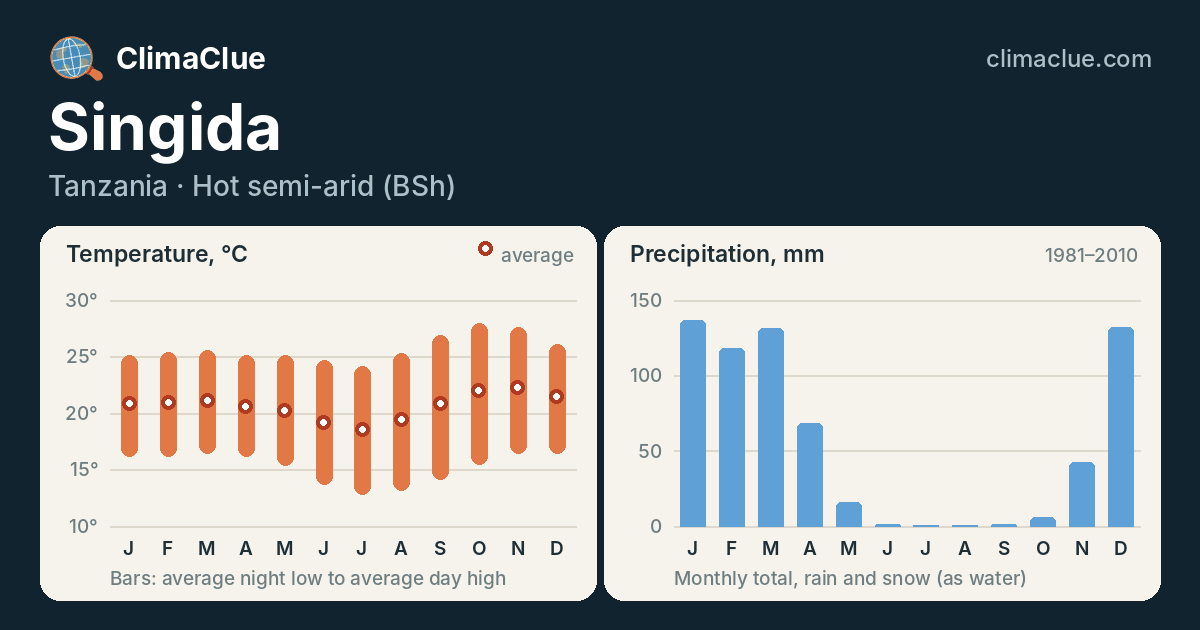 ClimaClue
climaclue.com
Singida
Tanzania · Hot semi-arid (BSh)
Temperature, °C
average
30°
25°
20°
15°
10°
J F M A M J J A S O N D
Bars: average night low to average day high
Precipitation, mm
1981–2010
150
100
50
0
J F M A M J J A S O N D
Monthly total, rain and snow (as water)